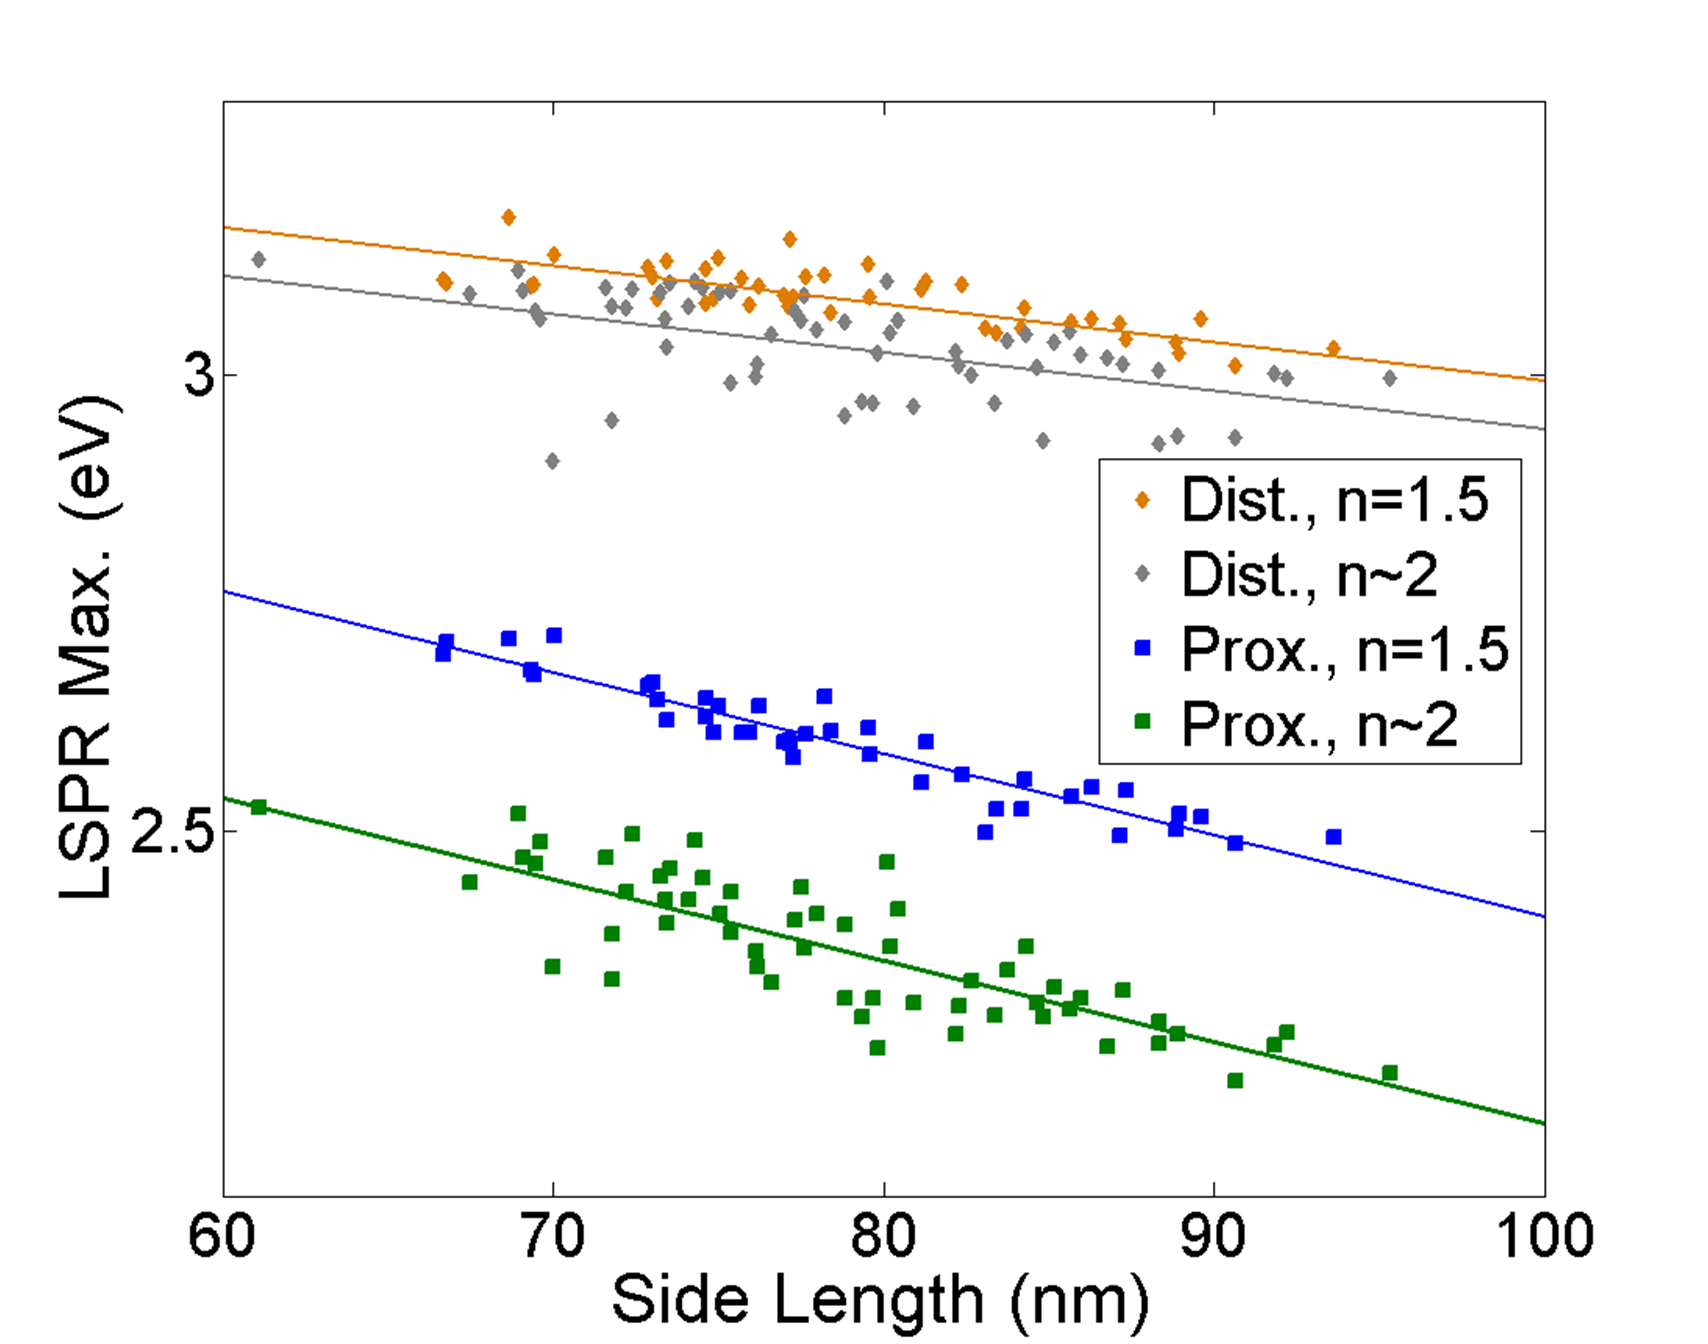 LSPR Max. (eV)
3
2.5
Dist., n=1.5
Dist., n~2
Prox., n=1.5
Prox., n~2
60 70 80 90 100
Side Length (nm)